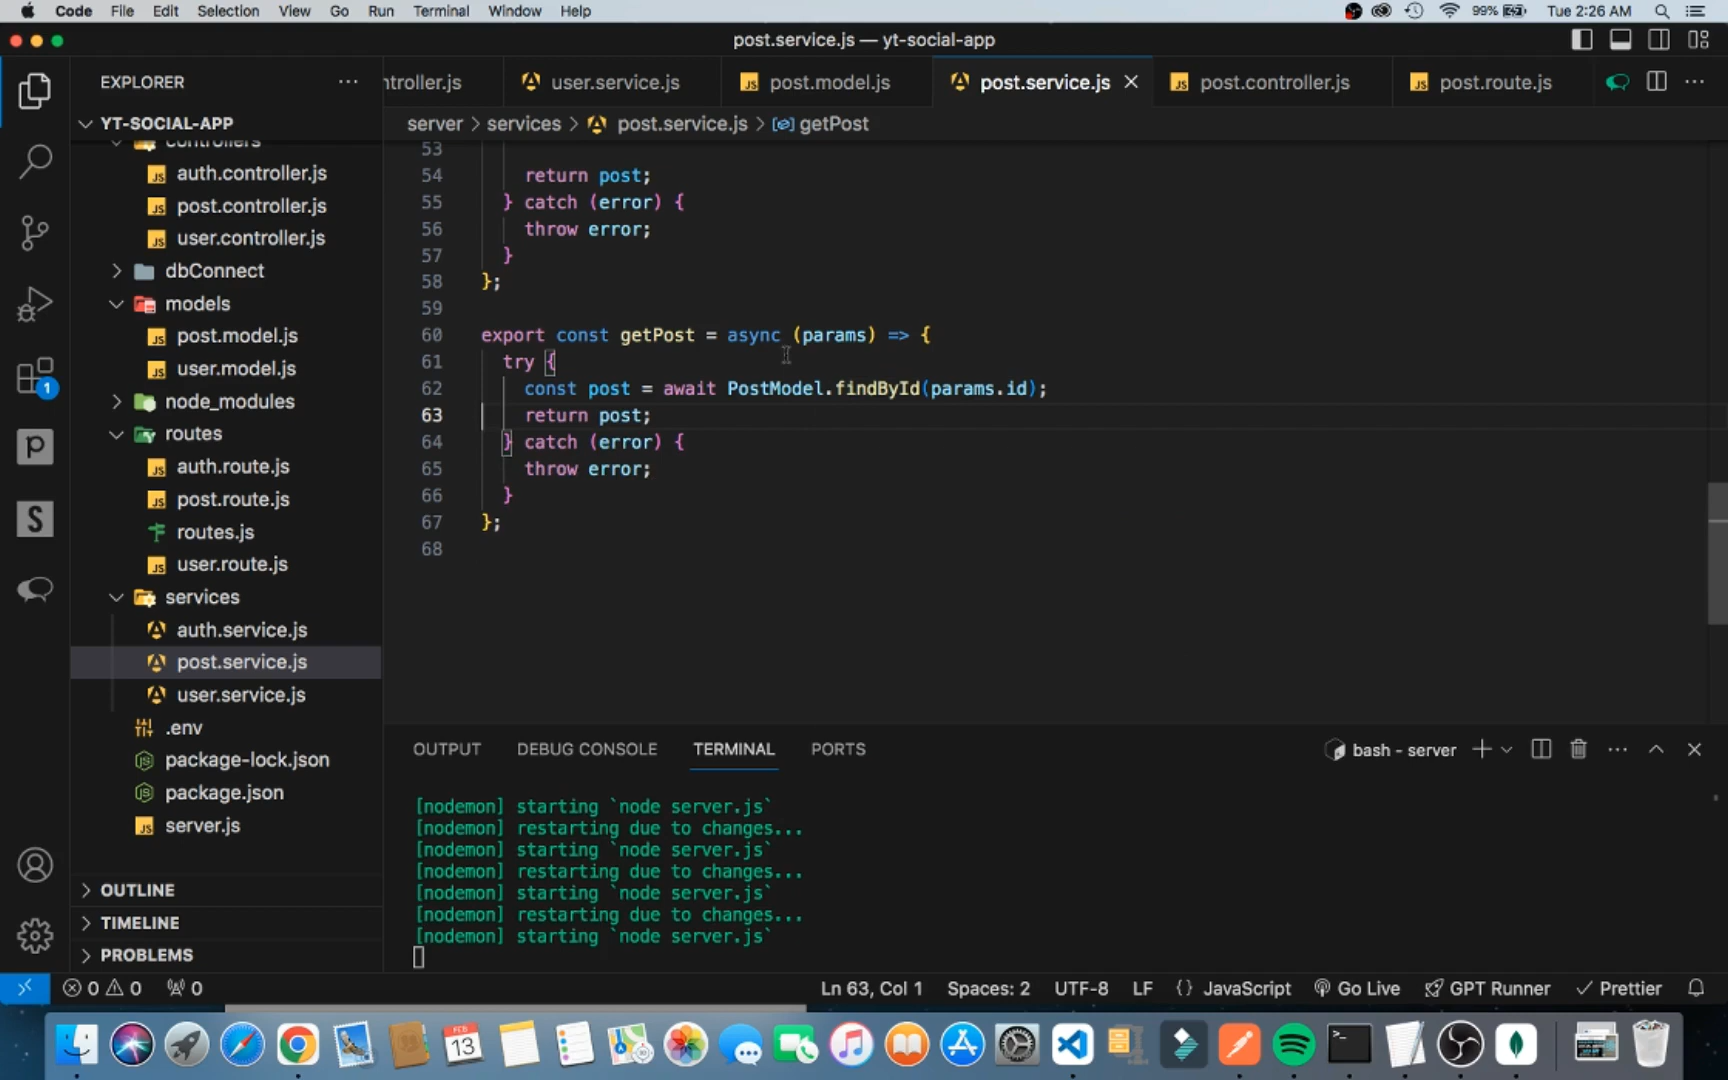 Code File Edit Selection View Go Run Terminal Window Help 99% Tue 2:26 AM
post.service.js — yt-social-app
EXPLORER
ntroller.js user.service.js post.model.js post.service.js post.controller.js post.route.js
YT-SOCIAL-APP
server > services > post.service.js > getPost
controllers
auth.controller.js
post.controller.js
user.controller.js
dbConnect
models
post.model.js
user.model.js
node_modules
routes
auth.route.js
post.route.js
routes.js
user.route.js
services
auth.service.js
post.service.js
user.service.js
.env
package-lock.json
package.json
server.js
OUTLINE
TIMELINE
PROBLEMS
1
53
54 return post;
55 } catch (error) {
56 throw error;
57 }
58 };
59
60 export const getPost = async (params) => {
61 try {
62 const post = await PostModel.findById(params.id);
63 return post;
64 } catch (error) {
65 throw error;
66 }
67 };
68
OUTPUT DEBUG CONSOLE TERMINAL PORTS bash - server
[nodemon] starting `node server.js`
[nodemon] restarting due to changes...
[nodemon] starting `node server.js`
[nodemon] restarting due to changes...
[nodemon] starting `node server.js`
[nodemon] restarting due to changes...
[nodemon] starting `node server.js`
0 0 0 Ln 63, Col 1 Spaces: 2 UTF-8 LF {} JavaScript Go Live GPT Runner Prettier
FEB
13